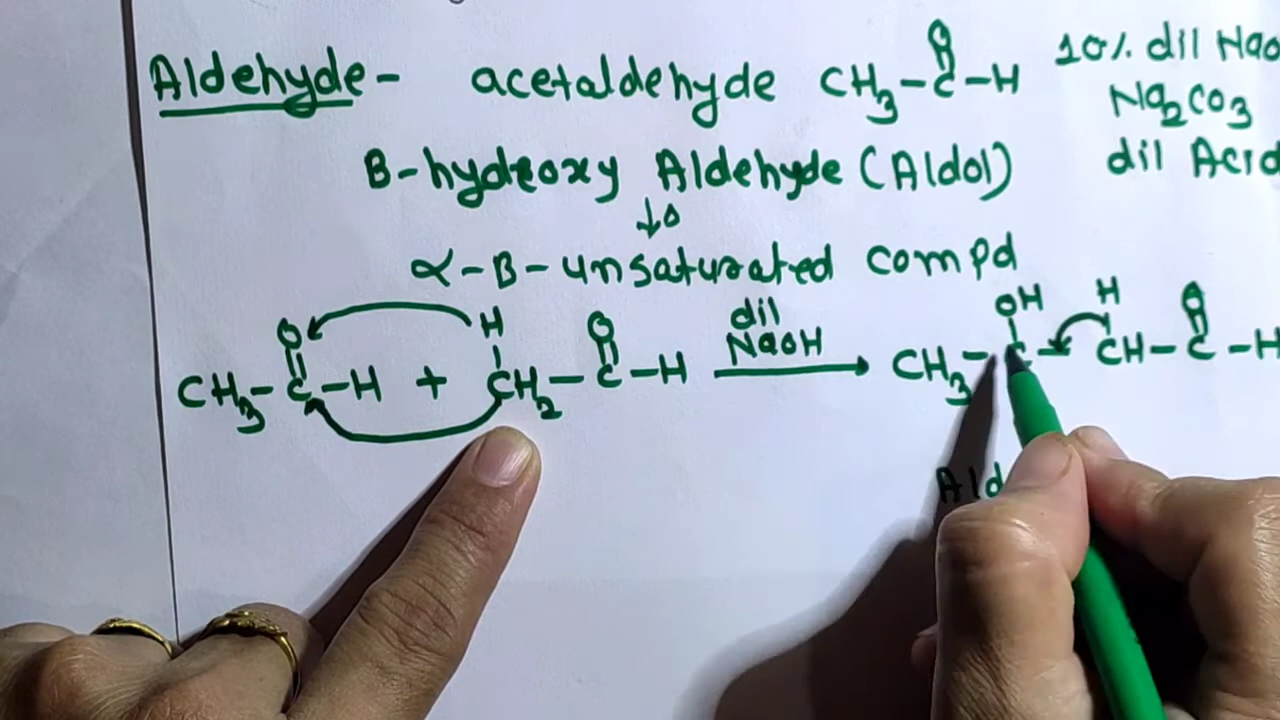 Aldehyde - acetaldehyde CH3-C-H 10% dil Nao
O
Na2CO3
B-hydroxy Aldehyde (Aldol) dil Acid
↓Δ
α-B-unsaturated compd
O H O dil OH H O
CH3-C-H + CH2-C-H NaOH → CH3-C-CH-C-H
Ald